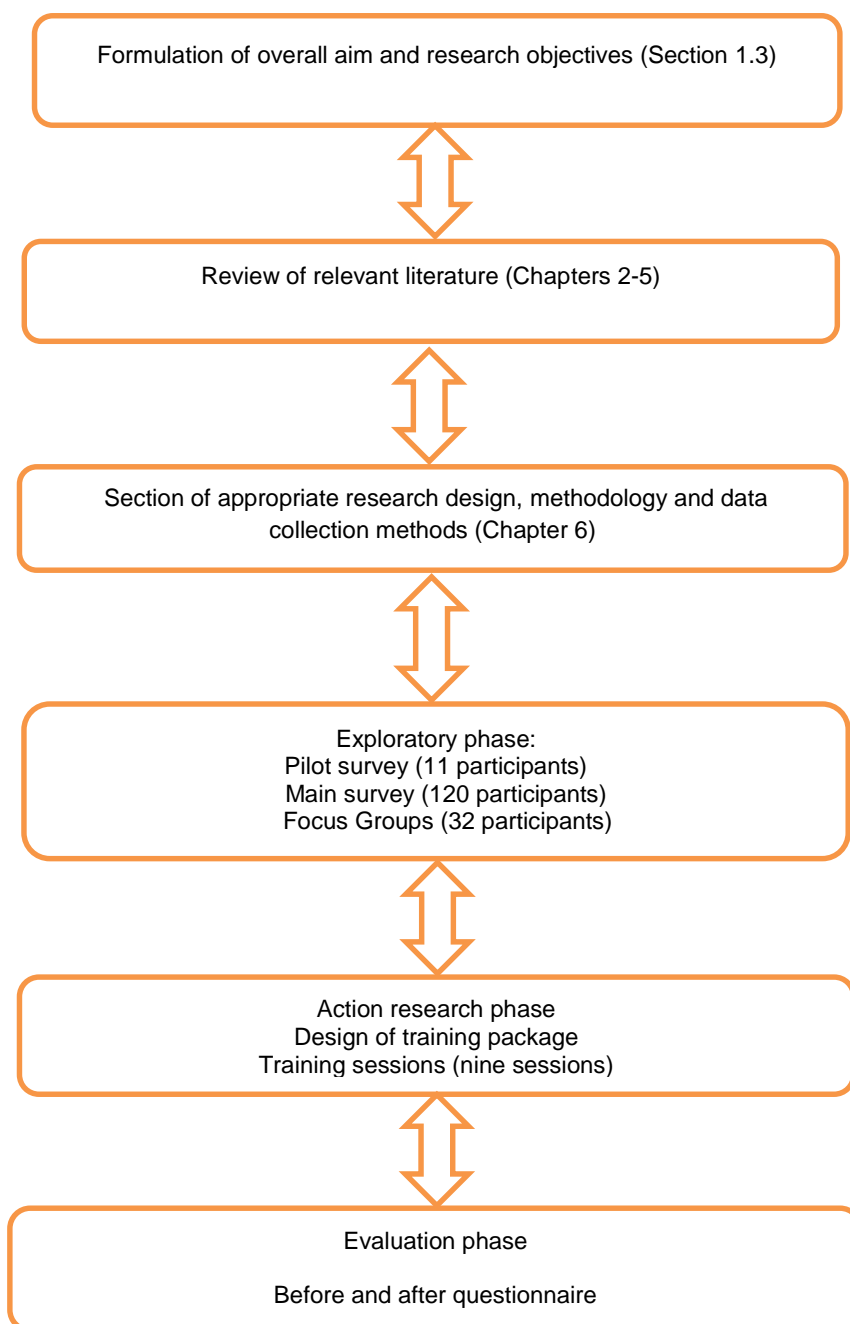 Formulation of overall aim and research objectives (Section 1.3)
Review of relevant literature (Chapters 2-5)
Section of appropriate research design, methodology and data
collection methods (Chapter 6)
Exploratory phase:
Pilot survey (11 participants)
Main survey (120 participants)
Focus Groups (32 participants)
Action research phase
Design of training package
Training sessions (nine sessions)
Evaluation phase
Before and after questionnaire